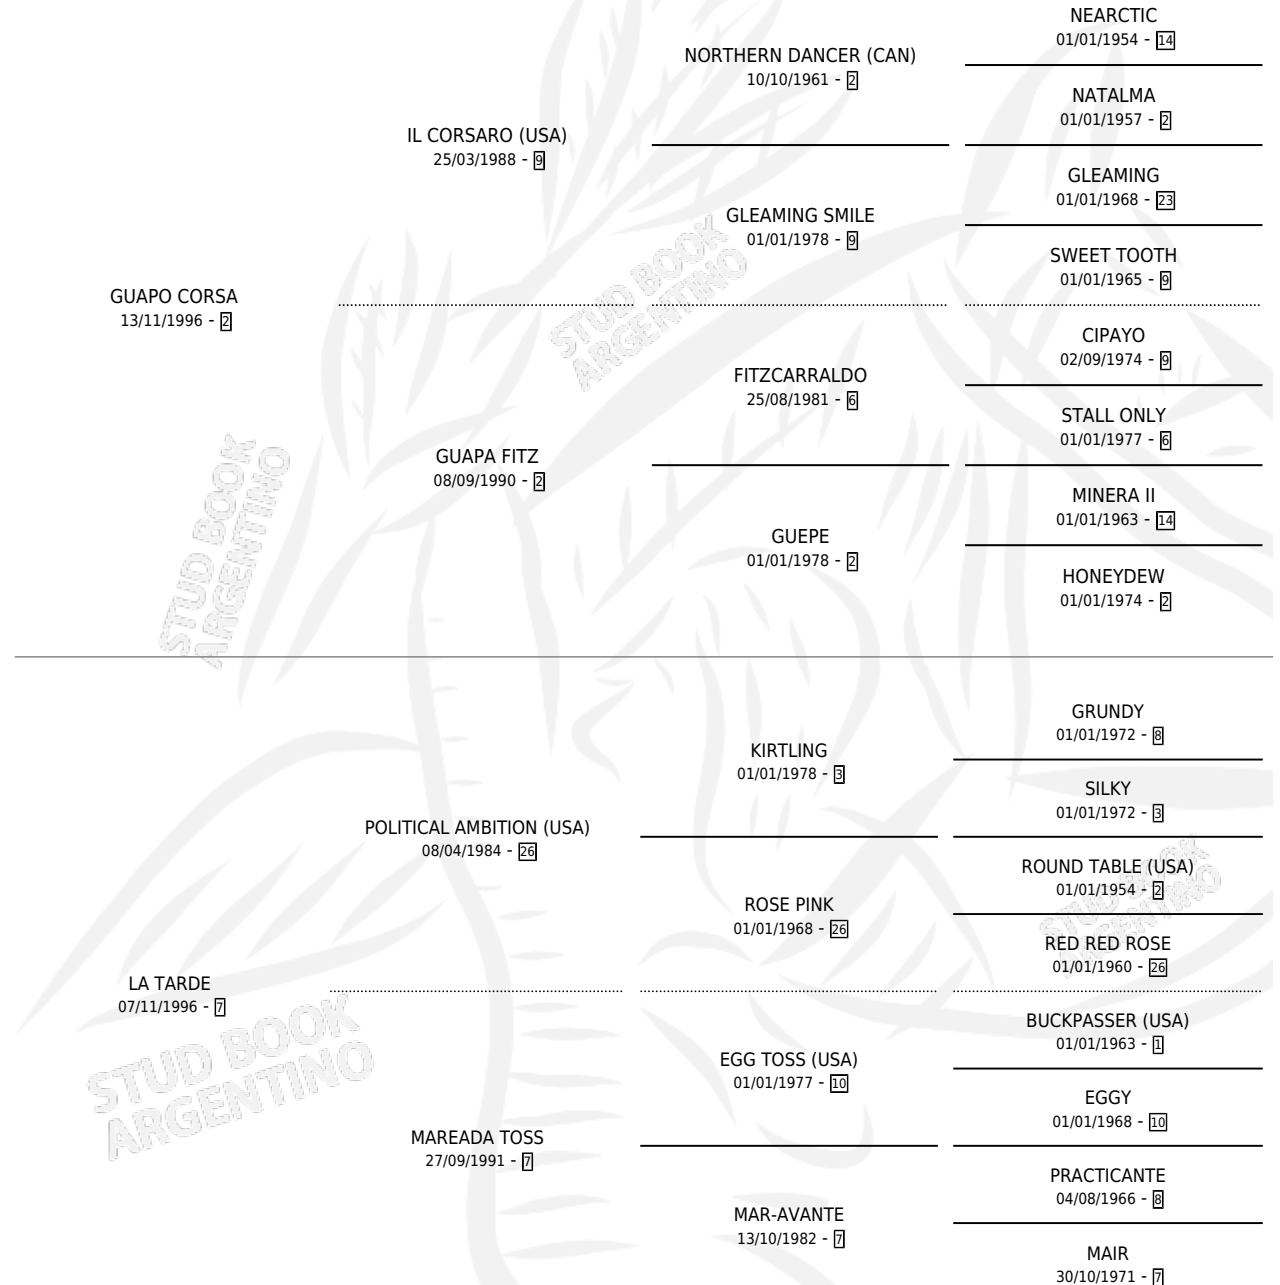 NEARCTIC
01/01/1954 - 14
NORTHERN DANCER (CAN)
10/10/1961 - 2
NATALMA
01/01/1957 - 2
IL CORSARO (USA)
25/03/1988 - 9
GLEAMING
01/01/1968 - 23
GLEAMING SMILE
01/01/1978 - 9
SWEET TOOTH
01/01/1965 - 9
GUAPO CORSA
13/11/1996 - 2
CIPAYO
02/09/1974 - 9
FITZCARRALDO
25/08/1981 - 6
STALL ONLY
01/01/1977 - 6
GUAPA FITZ
08/09/1990 - 2
MINERA II
01/01/1963 - 14
GUEPE
01/01/1978 - 2
HONEYDEW
01/01/1974 - 2
STUD BOOK
ARGENTINO
STUD BOOK
ARGENTINO
GRUNDY
01/01/1972 - 8
KIRTLING
01/01/1978 - 3
SILKY
01/01/1972 - 3
POLITICAL AMBITION (USA)
08/04/1984 - 26
ROUND TABLE (USA)
01/01/1954 - 2
ROSE PINK
01/01/1968 - 26
RED RED ROSE
01/01/1960 - 26
STUD BOOK
ARGENTINO
LA TARDE
07/11/1996 - 7
BUCKPASSER (USA)
01/01/1963 - 1
EGG TOSS (USA)
01/01/1977 - 10
EGGY
01/01/1968 - 10
MAREADA TOSS
27/09/1991 - 7
PRACTICANTE
04/08/1966 - 8
MAR-AVANTE
13/10/1982 - 7
MAIR
30/10/1971 - 7
STUD BOOK
ARGENTINO